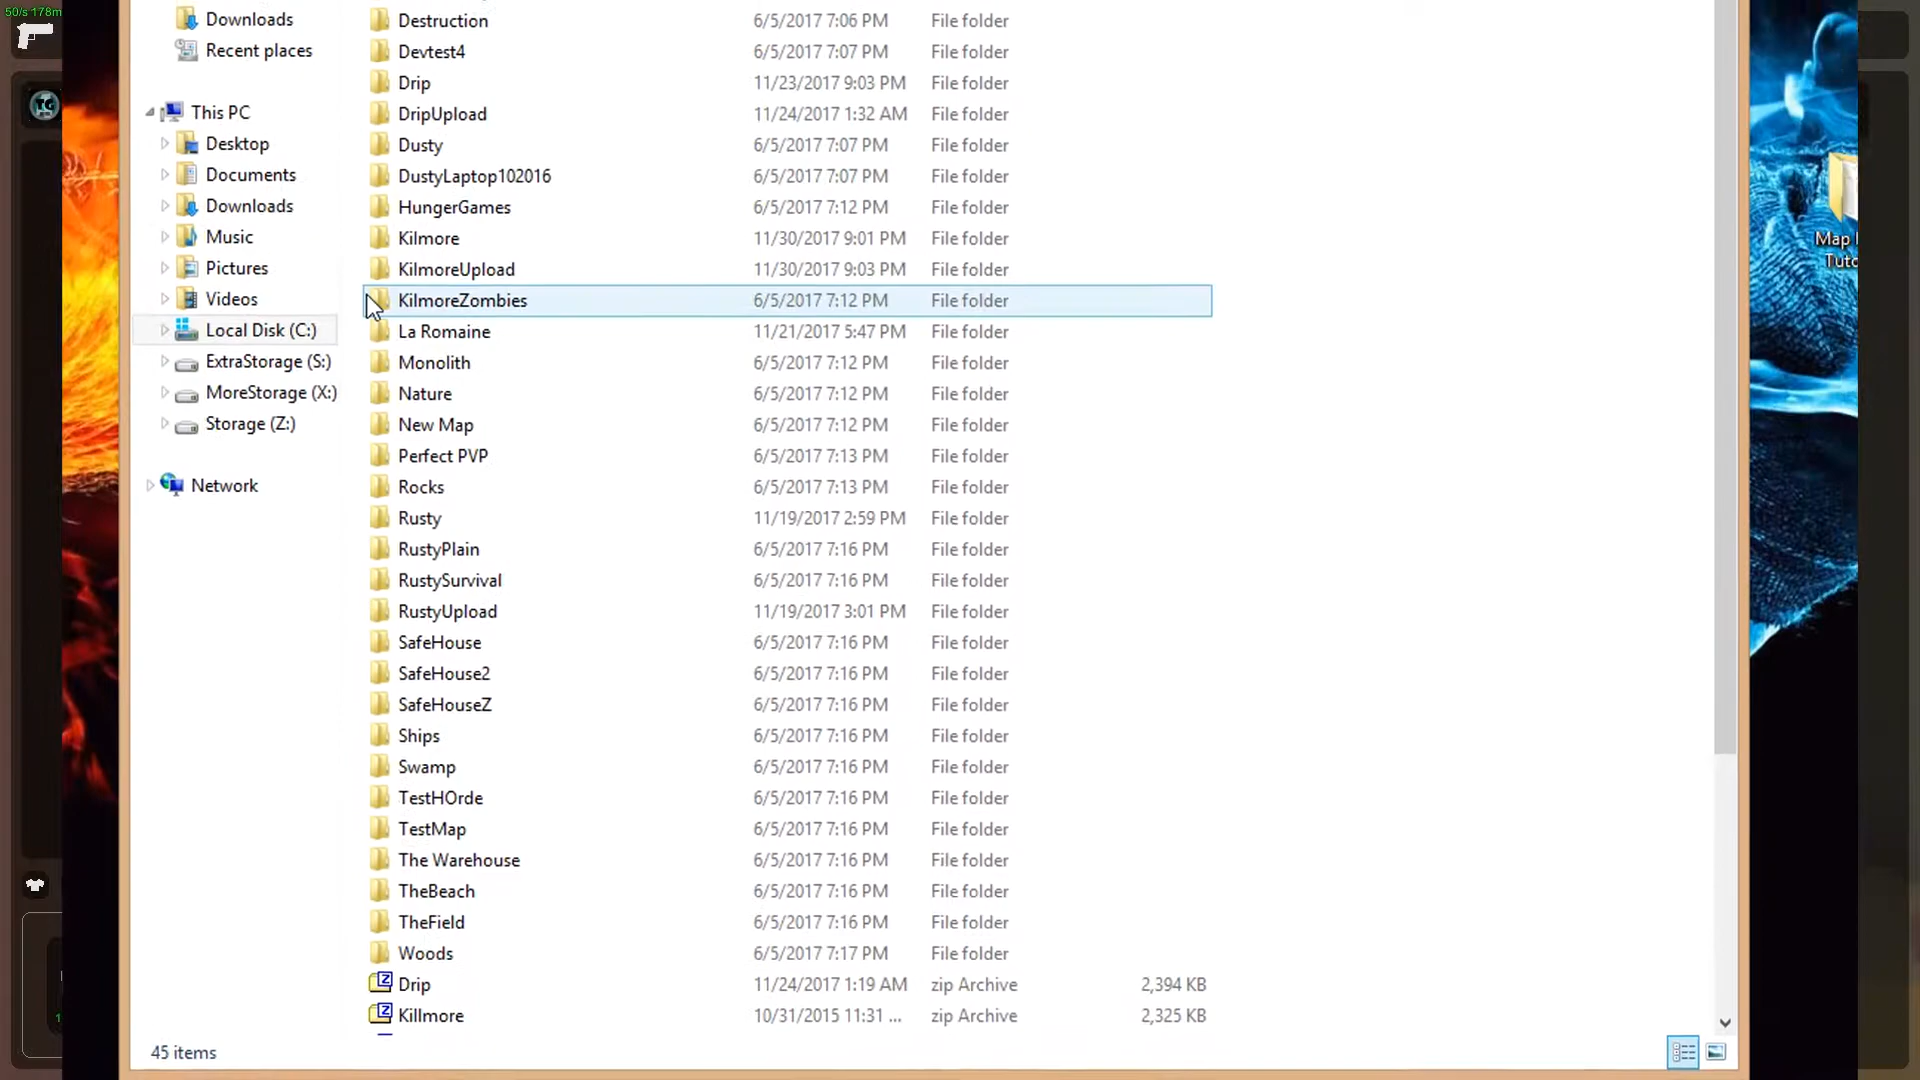 50/s 178m
Downloads
Recent places
This PC
Desktop
Documents
Downloads
Music
Pictures
Videos
Local Disk (C:)
ExtraStorage (S:)
MoreStorage (X:)
Storage (Z:)
Network
Destruction 6/5/2017 7:06 PM File folder
Devtest4 6/5/2017 7:07 PM File folder
Drip 11/23/2017 9:03 PM File folder
DripUpload 11/24/2017 1:32 AM File folder
Dusty 6/5/2017 7:07 PM File folder
DustyLaptop102016 6/5/2017 7:07 PM File folder
HungerGames 6/5/2017 7:12 PM File folder
Kilmore 11/30/2017 9:01 PM File folder
KilmoreUpload 11/30/2017 9:03 PM File folder
KilmoreZombies 6/5/2017 7:12 PM File folder
La Romaine 11/21/2017 5:47 PM File folder
Monolith 6/5/2017 7:12 PM File folder
Nature 6/5/2017 7:12 PM File folder
New Map 6/5/2017 7:12 PM File folder
Perfect PVP 6/5/2017 7:13 PM File folder
Rocks 6/5/2017 7:13 PM File folder
Rusty 11/19/2017 2:59 PM File folder
RustyPlain 6/5/2017 7:16 PM File folder
RustySurvival 6/5/2017 7:16 PM File folder
RustyUpload 11/19/2017 3:01 PM File folder
SafeHouse 6/5/2017 7:16 PM File folder
SafeHouse2 6/5/2017 7:16 PM File folder
SafeHouseZ 6/5/2017 7:16 PM File folder
Ships 6/5/2017 7:16 PM File folder
Swamp 6/5/2017 7:16 PM File folder
TestHOrde 6/5/2017 7:16 PM File folder
TestMap 6/5/2017 7:16 PM File folder
The Warehouse 6/5/2017 7:16 PM File folder
TheBeach 6/5/2017 7:16 PM File folder
TheField 6/5/2017 7:16 PM File folder
Woods 6/5/2017 7:17 PM File folder
Drip 11/24/2017 1:19 AM zip Archive 2,394 KB
Killmore 10/31/2015 11:31 ... zip Archive 2,325 KB
45 items
TG
Map
Tuto